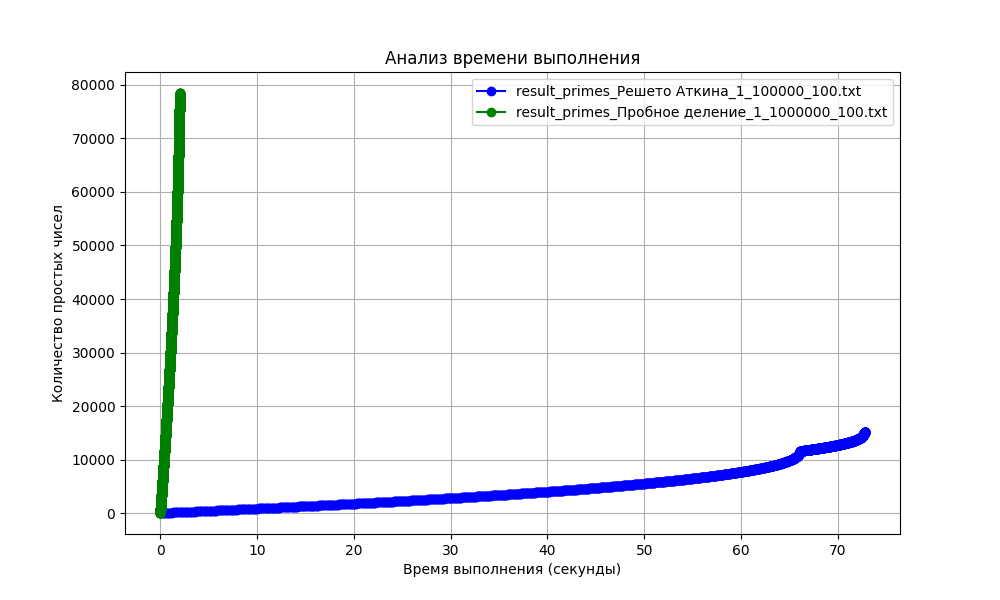 Анализ времени выполнения
result_primes_Решето Аткина_1_100000_100.txt
result_primes_Пробное деление_1_1000000_100.txt
Количество простых чисел
80000
70000
60000
50000
40000
30000
20000
10000
0
0 10 20 30 40 50 60 70
Время выполнения (секунды)